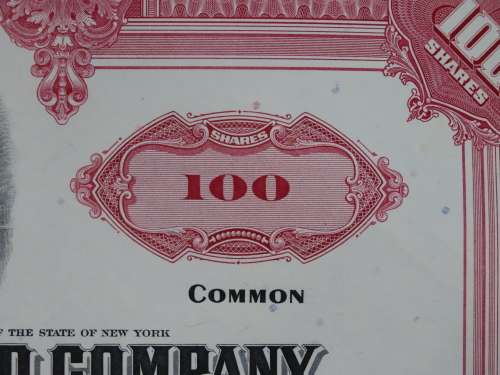 100
SHARES
SHARES
100
COMMON
OF THE STATE OF NEW YORK
COMPANY